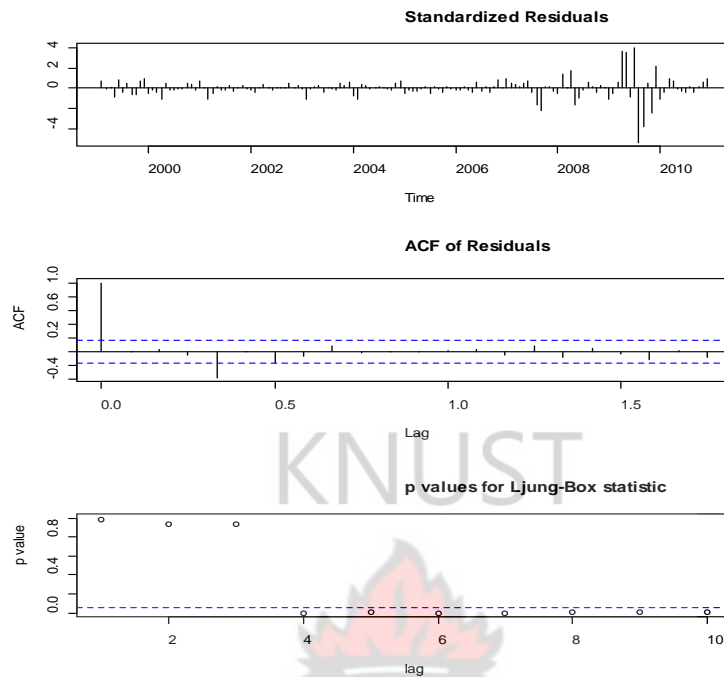 Standardized Residuals
4
2
0
-4
2000 2002 2004 2006 2008 2010
Time
ACF of Residuals
ACF
1.0
0.6
0.2
-0.4
0.0 0.5 1.0 1.5
Lag
KNUST
p values for Ljung-Box statistic
p value
0.8
0.4
0.0
2 4 6 8 10
lag